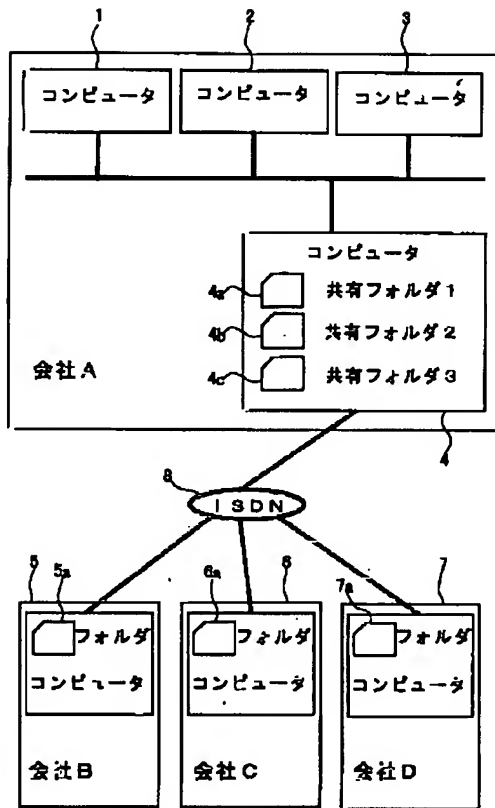 1 2 3
コンピュータ コンピュータ コンピュータ
コンピュータ
4a 共有フォルダ1
4b 共有フォルダ2
4c 共有フォルダ3
会社A
4
8
ISDN
5 5a 6a 6 7a 7
フォルダ フォルダ フォルダ
コンピュータ コンピュータ コンピュータ
会社B 会社C 会社D